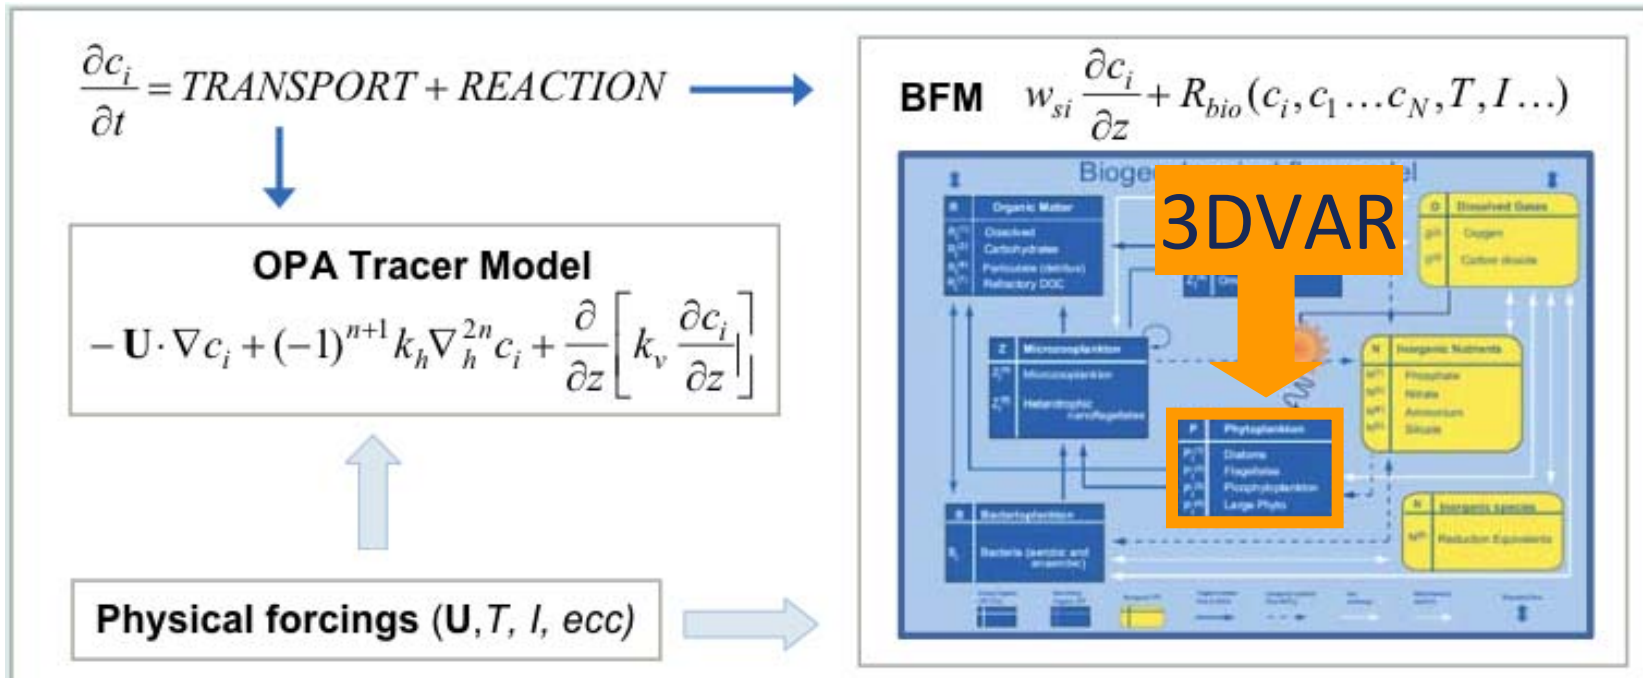 ∂c_i/∂t = TRANSPORT + REACTION
BFM w_si ∂c_i/∂z + R_bio(c_i, c_1 ... c_N, T, I ...)
OPA Tracer Model
− U · ∇c_i + (−1)^{n+1} k_h ∇_h^{2n} c_i + ∂/∂z [ k_v ∂c_i/∂z ]
Physical forcings (U, T, I, ecc)
3DVAR
R Organic Matter
Dissolved
Carbohydrates
Particulate (detritus)
Refractory DOC
O Dissolved Gases
Oxygen
Carbon dioxide
Z Microzooplankton
Microzooplankton
Heterotrophic
nanoflagellates
N Inorganic Nutrients
Phosphate
Nitrate
Ammonium
Silicate
P Phytoplankton
Diatoms
Flagellates
Picophytoplankton
Large Phyto
B Bacterioplankton
Bacteria (aerobic and
anaerobic)
N Inorganic species
Reduction Equivalents